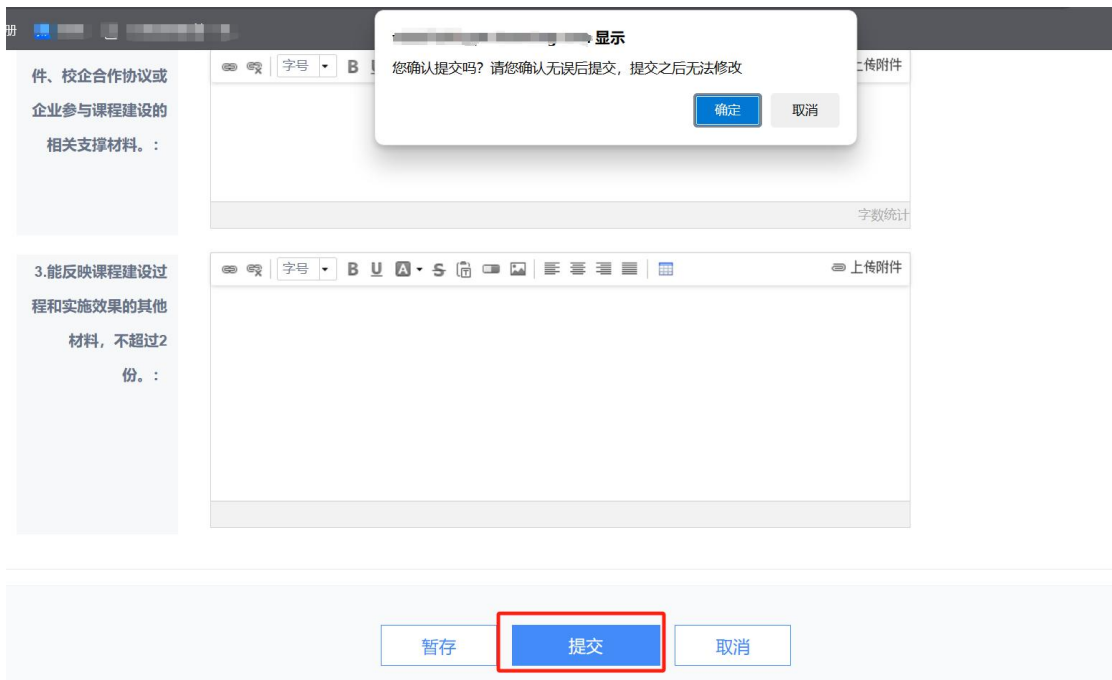 册
显示
您确认提交吗？请您确认无误后提交，提交之后无法修改
确定
取消
件、校企合作协议或
企业参与课程建设的
相关支撑材料。:
字号
B
上传附件
字数统计
3.能反映课程建设过
程和实施效果的其他
材料，不超过2
份。:
字号
B U A S
上传附件
暂存
提交
取消